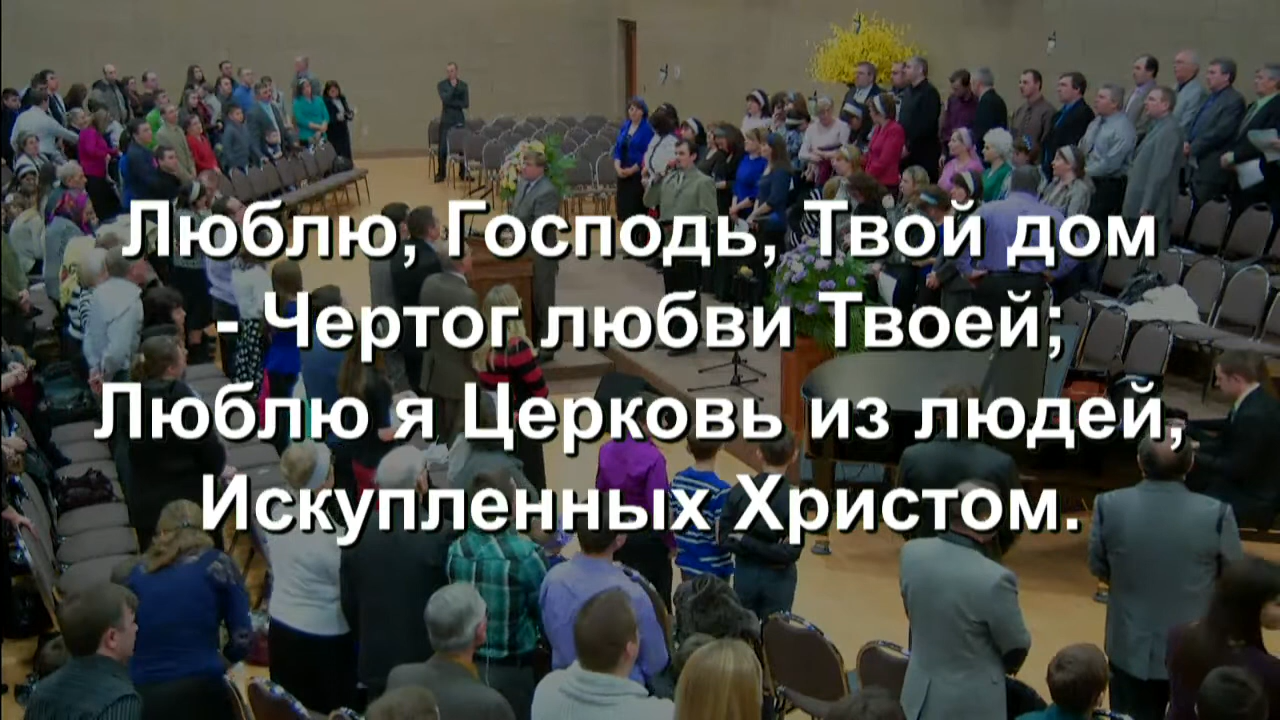 Люблю, Господь, Твой дом
- Чертог любви Твоей;
Люблю я Церковь из людей,
Искупленных Христом.